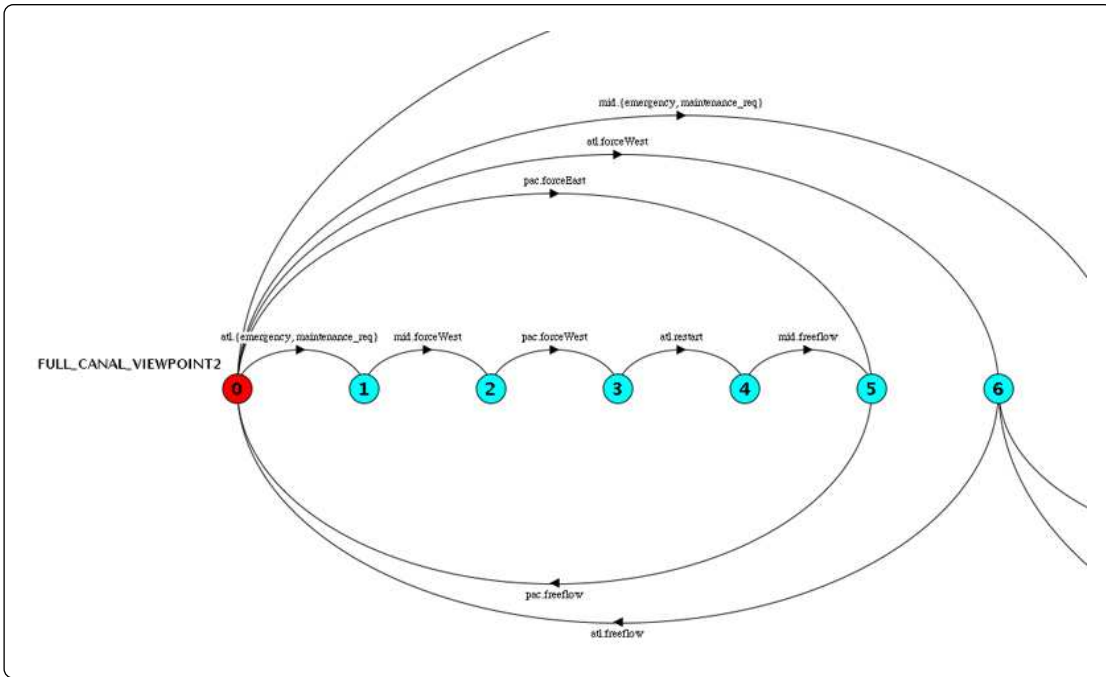 mid.{emergency, maintenance_req}
atl.forceWest
pac.forceEast
atl.{emergency, maintenance_req}
mid.forceWest
pac.forceWest
atl.restart
mid.freeflow
FULL_CANAL_VIEWPOINT2
0
1
2
3
4
5
6
pac.freeflow
atl.freeflow